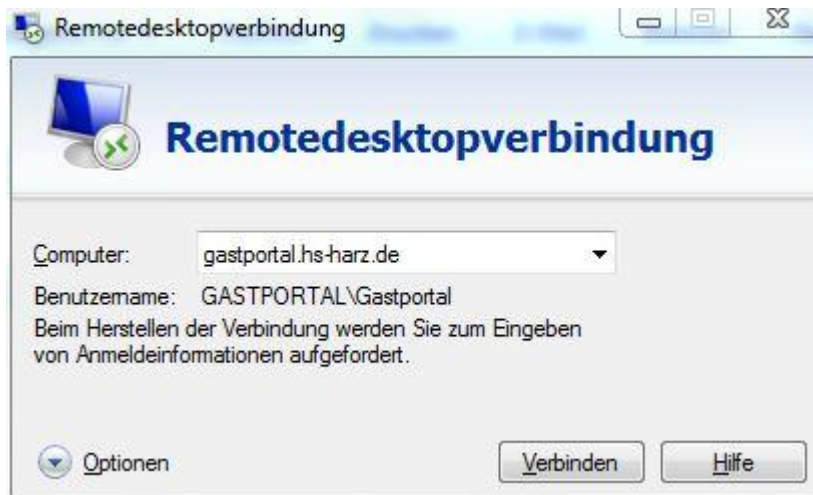 Remotedesktopverbindung
Remotedesktopverbindung
Computer: gastportal.hs-harz.de
Benutzername: GASTPORTAL\Gastportal
Beim Herstellen der Verbindung werden Sie zum Eingeben
von Anmeldeinformationen aufgefordert.
Optionen Verbinden Hilfe